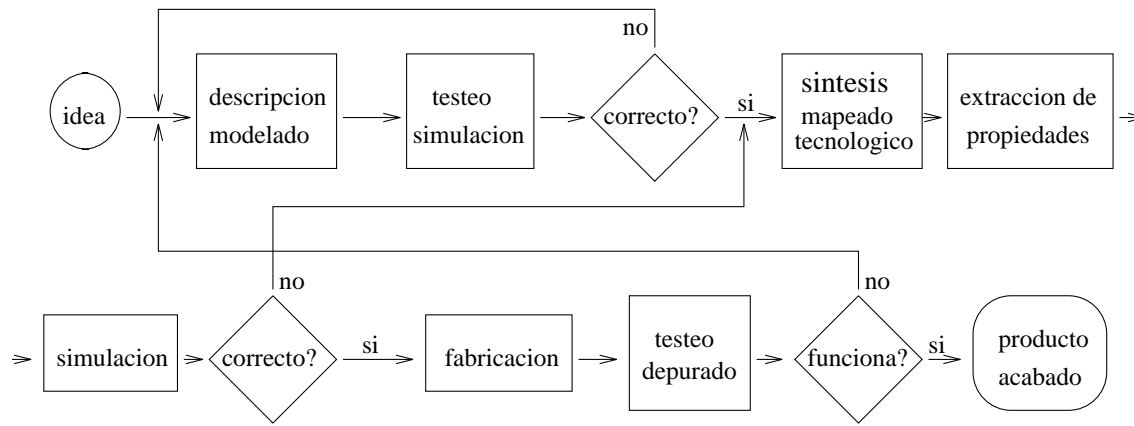 no
idea
descripcion
modelado
testeo
simulacion
correcto?
si
sintesis
mapeado
tecnologico
extraccion de
propiedades
no
no
simulacion
correcto?
si
fabricacion
testeo
depurado
funciona?
si
producto
acabado